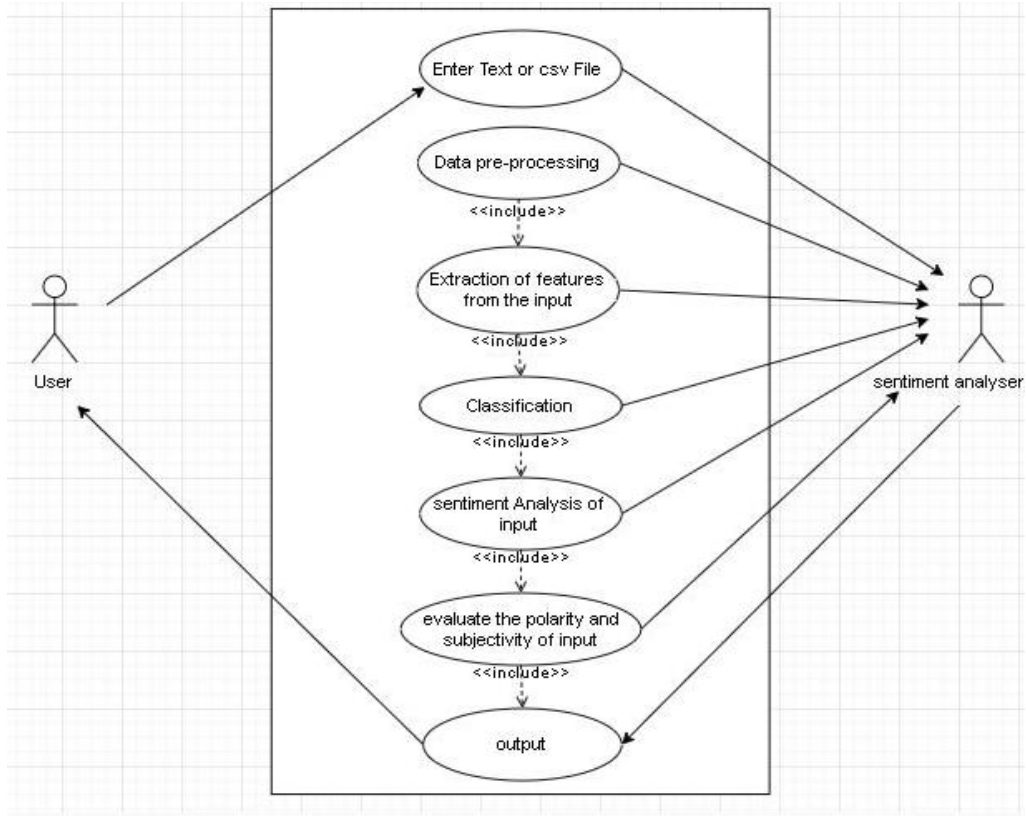 Enter Text or csv File
Data pre-processing
<<include>>
Extraction of features
from the input
<<include>>
Classification
<<include>>
sentiment Analysis of
input
<<include>>
evaluate the polarity and
subjectivity of input
<<include>>
output
User
sentiment analyser